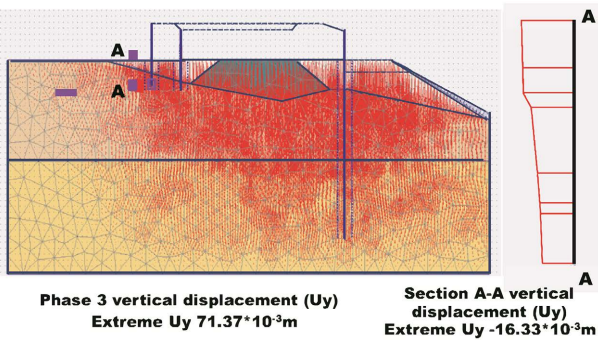 A
A
A
A
Phase 3 vertical displacement (Uy)
Extreme Uy 71.37*10-³m
Section A-A vertical
displacement (Uy)
Extreme Uy -16.33*10-³m